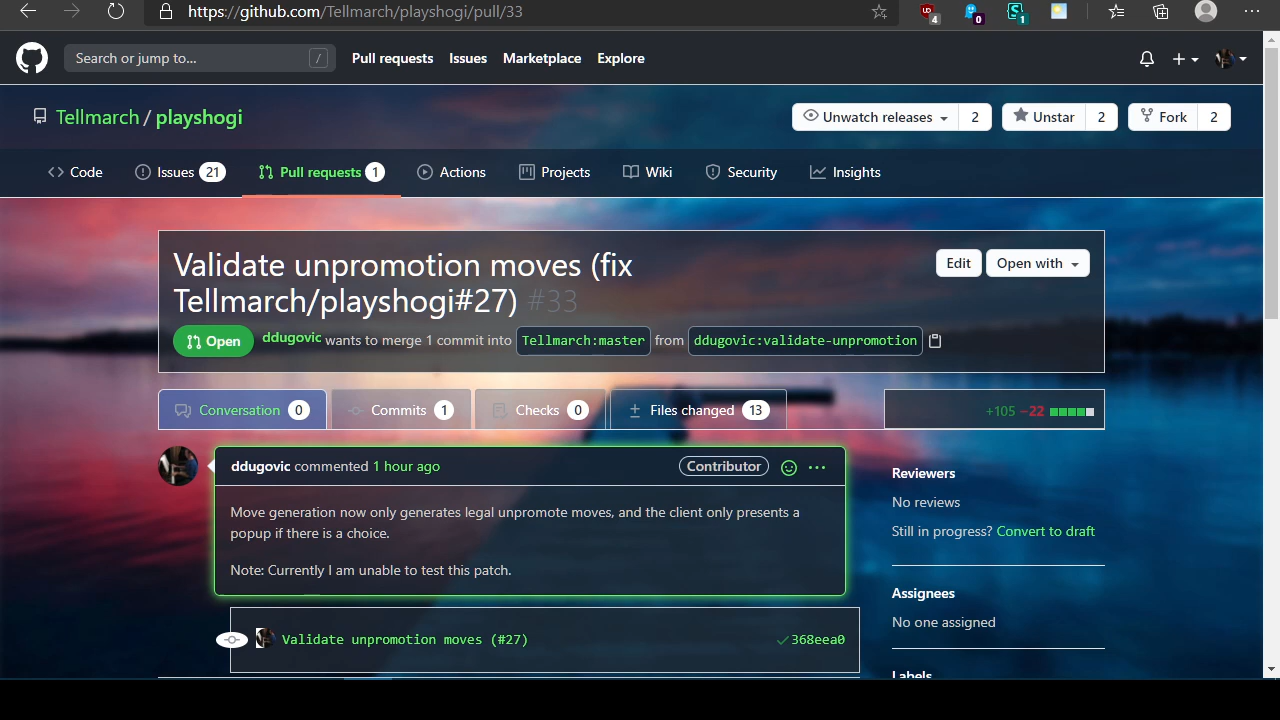 https://github.com/Tellmarch/playshogi/pull/33
4
0
1
Search or jump to...
/
Pull requests
Issues
Marketplace
Explore
Tellmarch / playshogi
Unwatch releases
2
Unstar
2
Fork
2
Code
Issues 21
Pull requests 1
Actions
Projects
Wiki
Security
Insights
Validate unpromotion moves (fix
Tellmarch/playshogi#27) #33
Edit
Open with
Open
ddugovic wants to merge 1 commit into Tellmarch:master from ddugovic:validate-unpromotion
Conversation 0
Commits 1
Checks 0
Files changed 13
+105 −22
ddugovic commented 1 hour ago
Contributor
Move generation now only generates legal unpromote moves, and the client only presents a
popup if there is a choice.
Note: Currently I am unable to test this patch.
Validate unpromotion moves (#27)
368eea0
Reviewers
No reviews
Still in progress? Convert to draft
Assignees
No one assigned
Labels